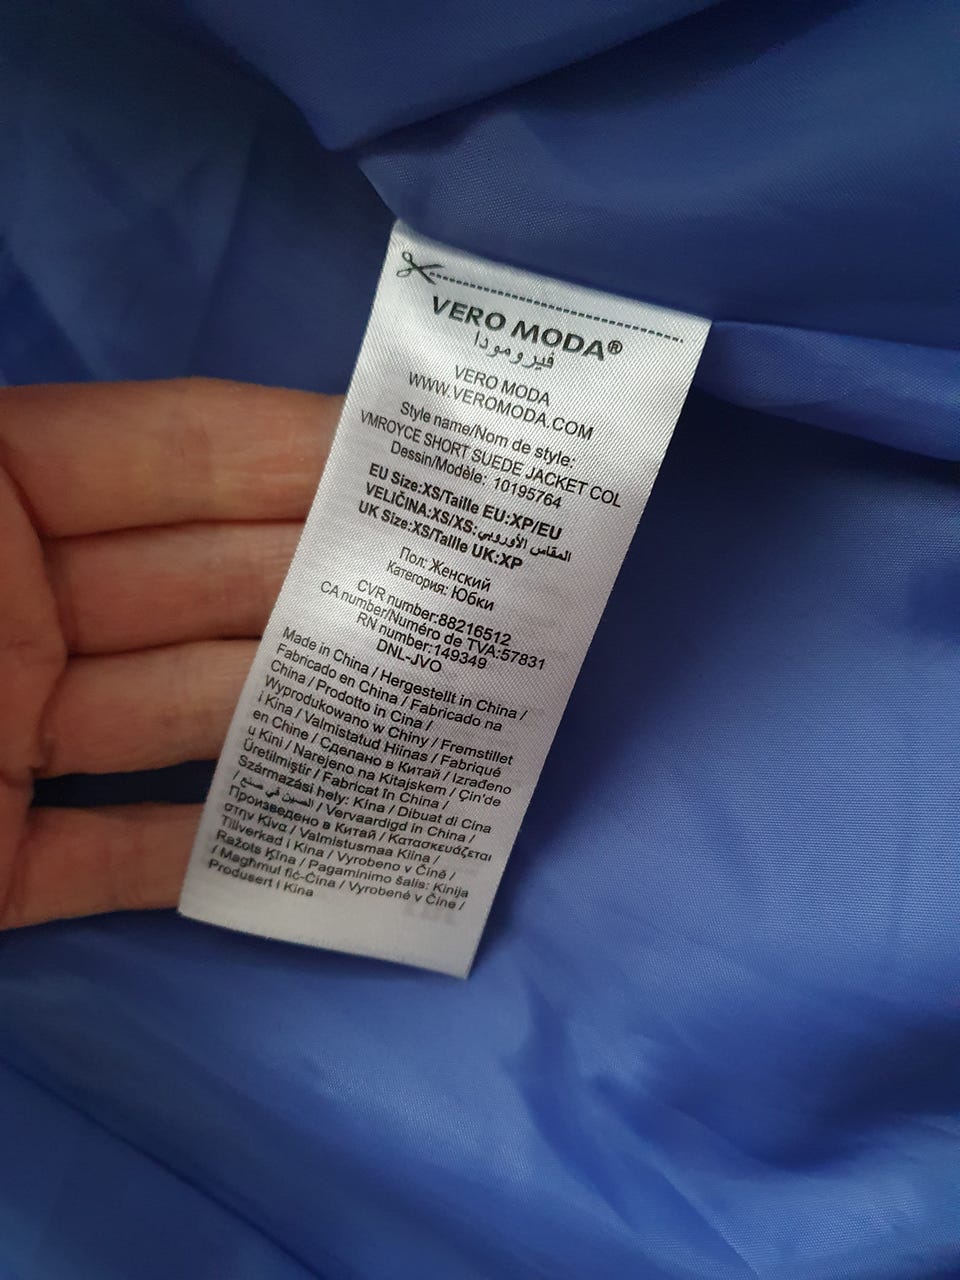 VERO MODA®
فيرومودا
VERO MODA
WWW.VEROMODA.COM
Style name/Nom de style:
VMROYCE SHORT SUEDE JACKET COL
Dessin/Modèle: 10195764
EU Size:XS/Taille EU:XP/EU
VELIČINA:XS/XS:المقاس الأوروبي
UK Size:XS/Taille UK:XP
Пол: Женский
Категория: Юбки
CVR number:88216512
CA number/Numéro de TVA:57831
RN number:149349
DNL-JVO
Made in China / Hergestellt in China /
Fabricado en China / Fabricado na
China / Prodotto in Cina /
Wyprodukowano w Chiny / Fremstillet
i Kina / Valmistatud Hiinas / Fabriqué
en Chine / Сделано в Китай / Izrađeno
u Kini / Narejeno na Kitajskem / Çin'de
Üretilmiştir / Fabricat în China /
Származási hely: Kína / Dibuat di Cina
/ الصين في صنع / Vervaardigd in China /
Произведено в Китай / Κατασκευάζεται
στην Κίνα / Valmistusmaa Kiina /
Tillverkad i Kina / Vyrobeno v Číně /
Ražots Ķīna / Pagaminimo šalis: Kinija
/ Magħmul fiċ-Ċina / Vyrobené v Číne /
Produsert i Kina